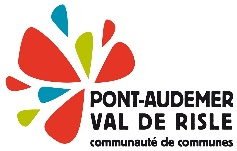 PONT-AUDEMER
VAL DE RISLE
communauté de communes